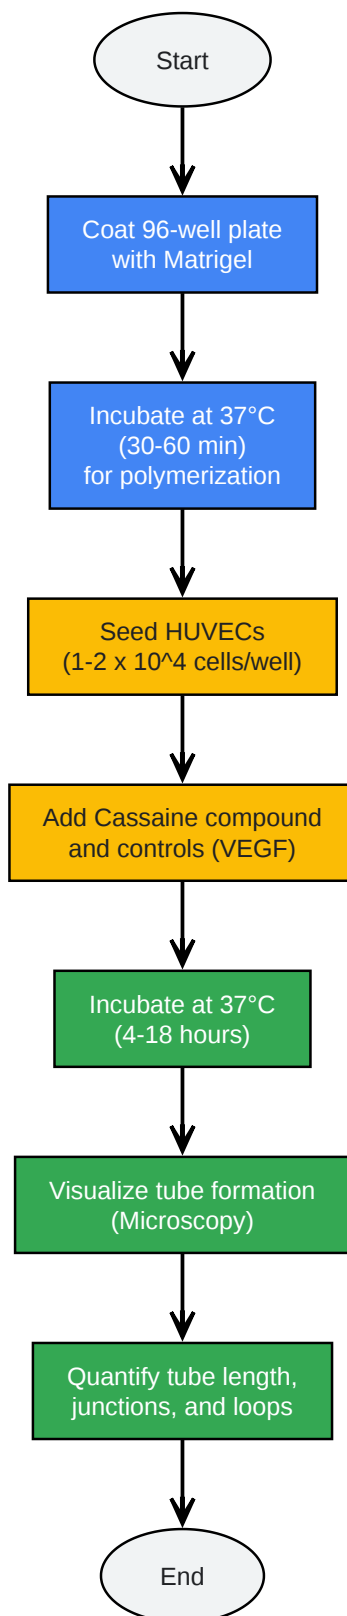 Start
Coat 96-well plate
with Matrigel
Incubate at 37°C
(30-60 min)
for polymerization
Seed HUVECs
(1-2 x 10^4 cells/well)
Add Cassaine compound
and controls (VEGF)
Incubate at 37°C
(4-18 hours)
Visualize tube formation
(Microscopy)
Quantify tube length,
junctions, and loops
End